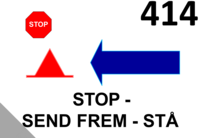 414
STOP
STOP -
SEND FREM - STÅ